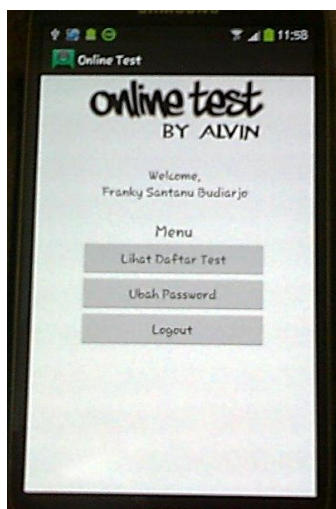 11:58
Online Test
online test
BY ALVIN
Welcome,
Franky Santanu Budiarjo
Menu
Lihat Daftar Test
Ubah Password
Logout